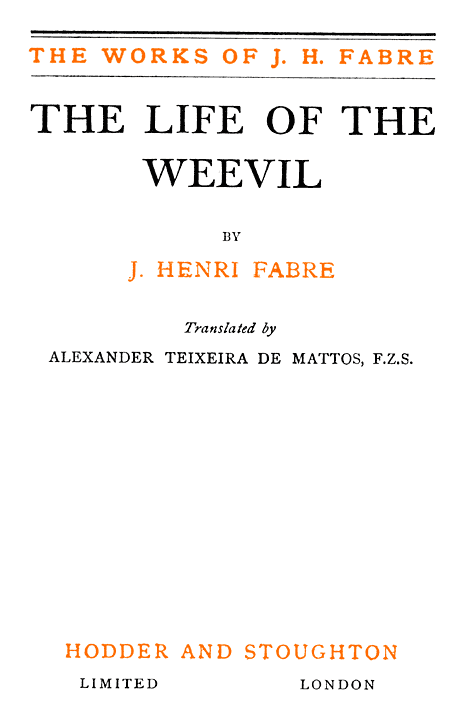 THE WORKS OF J. H. FABRE
THE LIFE OF THE
WEEVIL
BY
J. HENRI FABRE
Translated by
ALEXANDER TEIXEIRA DE MATTOS, F.Z.S.
HODDER AND STOUGHTON
LIMITED LONDON